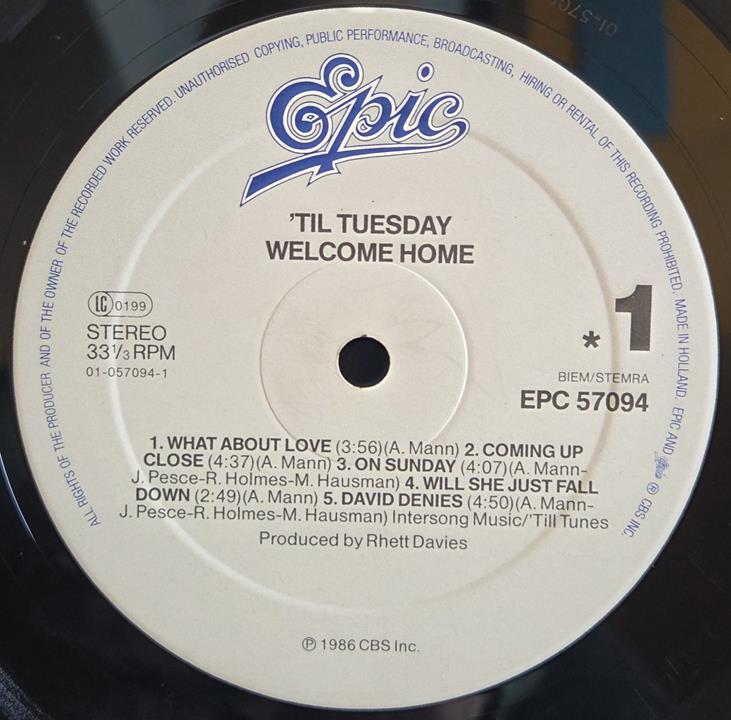 ALL RIGHTS OF THE PRODUCER AND OF THE OWNER OF THE RECORDED WORK RESERVED. UNAUTHORISED COPYING, PUBLIC PERFORMANCE, BROADCASTING, HIRING OR RENTAL OF THIS RECORDING PROHIBITED. MADE IN HOLLAND. EPIC AND Epic ® CBS INC.
Epic
'TIL TUESDAY
WELCOME HOME
LC 0199
STEREO
33⅓ RPM
01-057094-1
* 1
BIEM/STEMRA
EPC 57094
1. WHAT ABOUT LOVE (3:56)(A. Mann) 2. COMING UP
CLOSE (4:37)(A. Mann) 3. ON SUNDAY (4:07)(A. Mann-
J. Pesce-R. Holmes-M. Hausman) 4. WILL SHE JUST FALL
DOWN (2:49)(A. Mann) 5. DAVID DENIES (4:50)(A. Mann-
J. Pesce-R. Holmes-M. Hausman) Intersong Music/'Till Tunes
Produced by Rhett Davies
℗ 1986 CBS Inc.